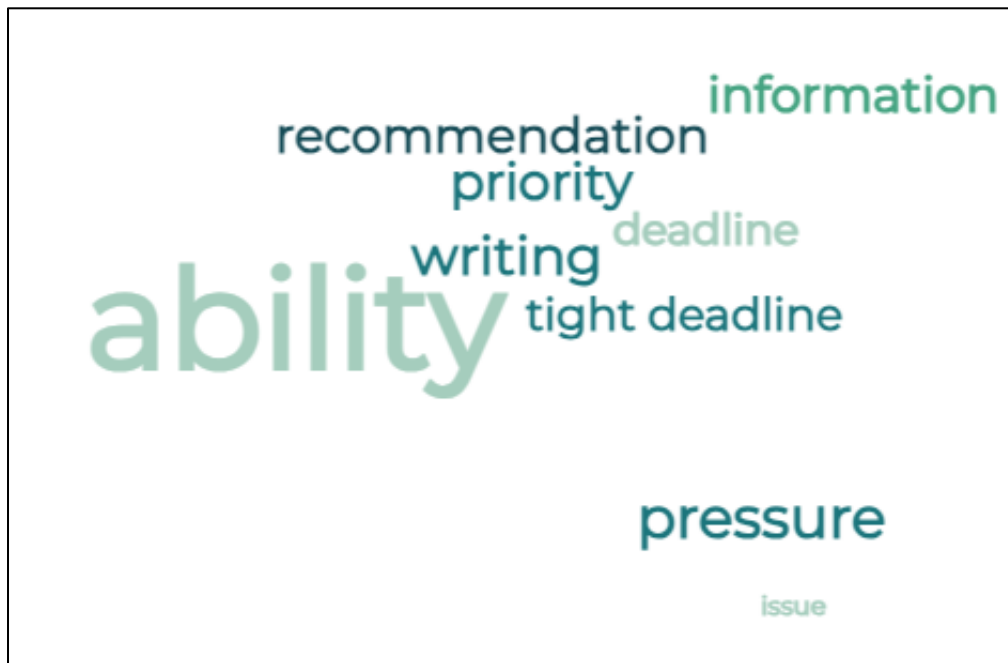 information
recommendation
priority
deadline
writing
ability
tight deadline
pressure
issue